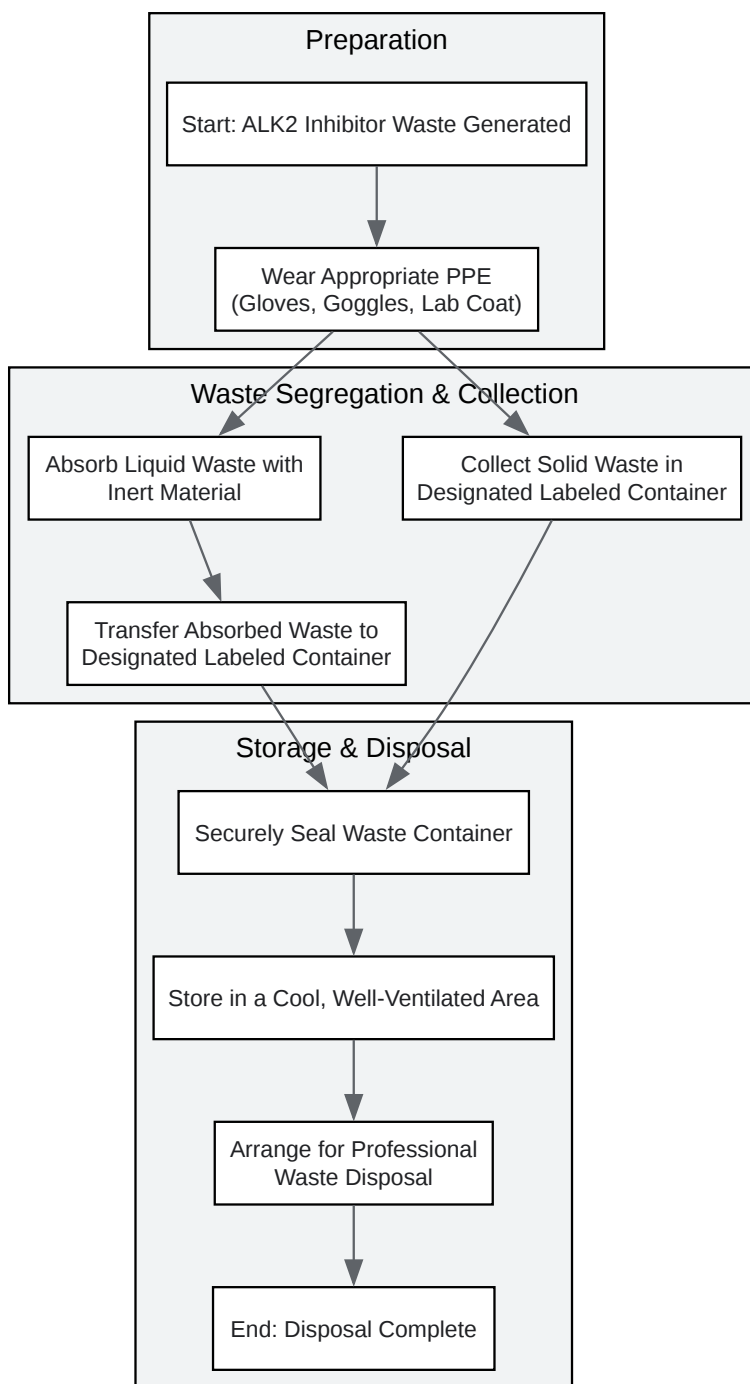 Preparation
Start: ALK2 Inhibitor Waste Generated
Wear Appropriate PPE
(Gloves, Goggles, Lab Coat)
Waste Segregation & Collection
Absorb Liquid Waste with
Inert Material
Collect Solid Waste in
Designated Labeled Container
Transfer Absorbed Waste to
Designated Labeled Container
Storage & Disposal
Securely Seal Waste Container
Store in a Cool, Well-Ventilated Area
Arrange for Professional
Waste Disposal
End: Disposal Complete